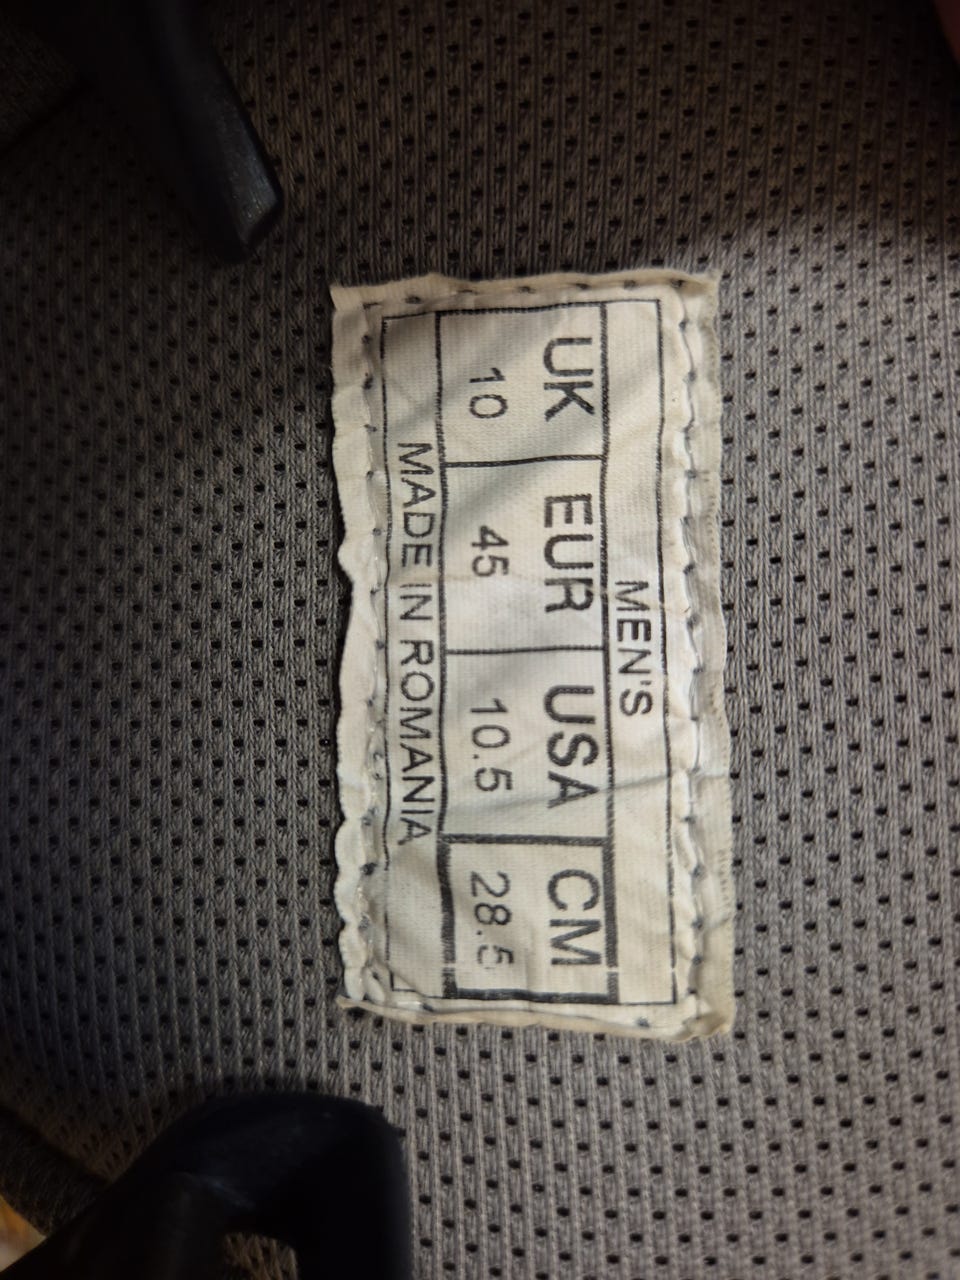 MEN'S
UK EUR USA CM
10 45 10.5 28.5
MADE IN ROMANIA